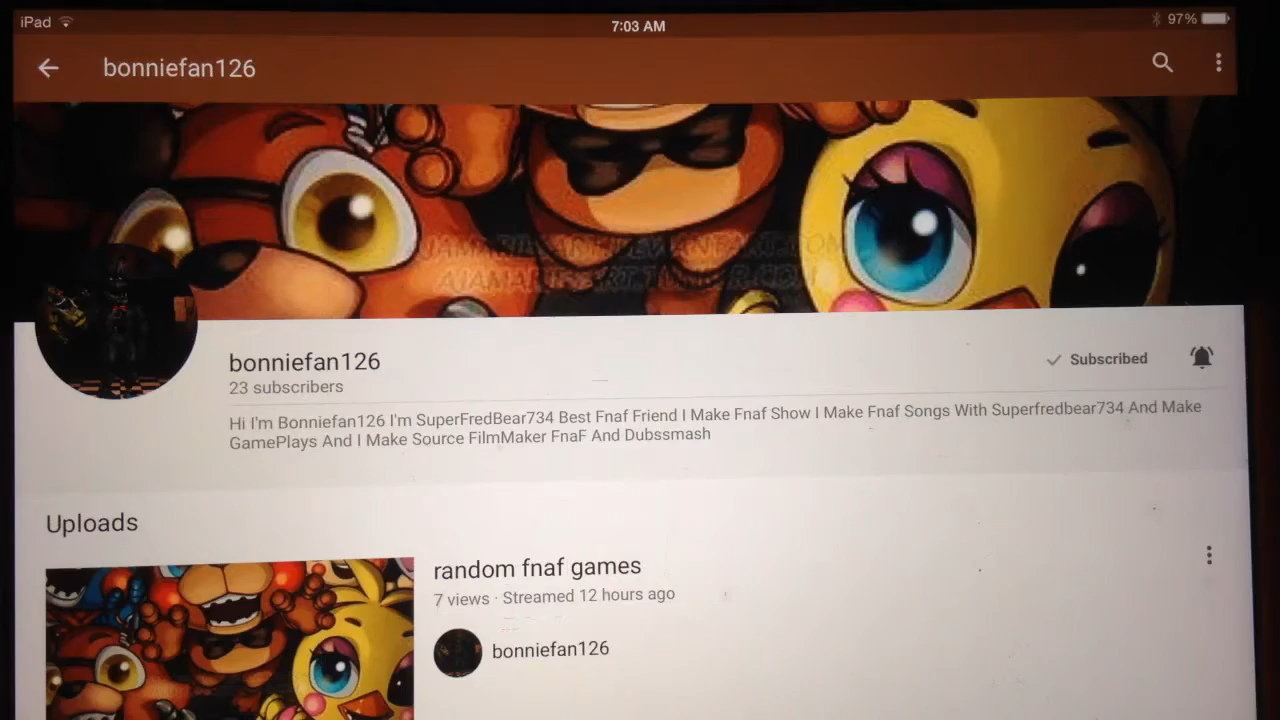 iPad
7:03 AM
97%
bonniefan126
bonniefan126
23 subscribers
Subscribed
Hi I'm Bonniefan126 I'm SuperFredBear734 Best Fnaf Friend I Make Fnaf Show I Make Fnaf Songs With Superfredbear734 And Make
GamePlays And I Make Source FilmMaker FnaF And Dubssmash
Uploads
random fnaf games
7 views · Streamed 12 hours ago
bonniefan126